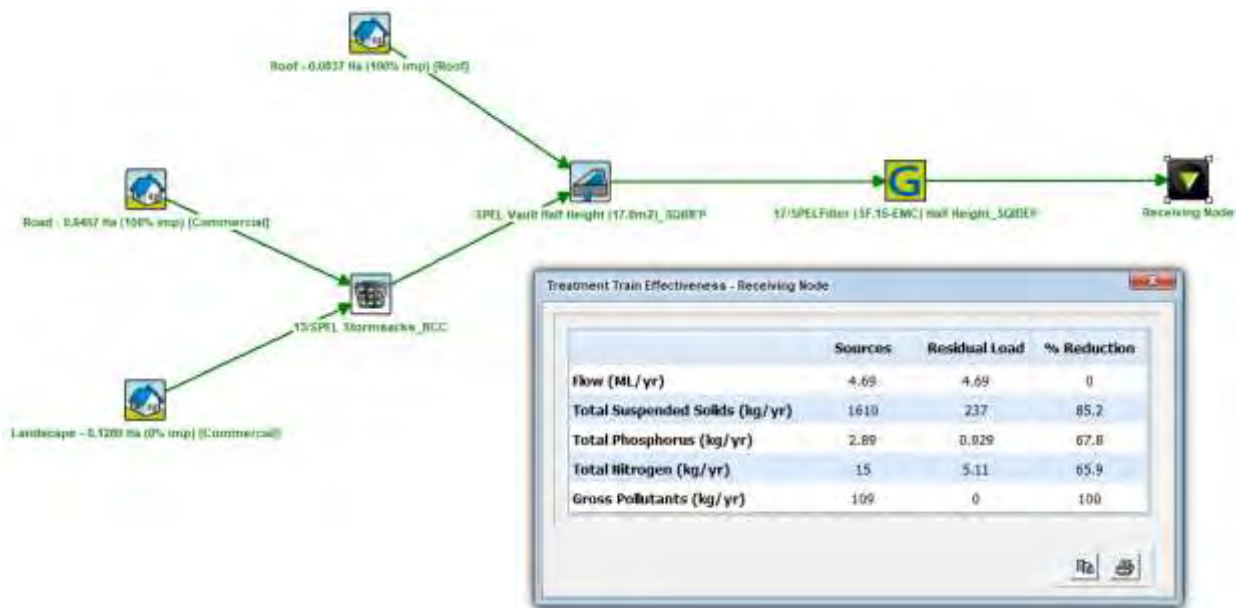 Roof - 0.0837 Ha (100% imp) [Roof]
Road - 0.6457 Ha (100% imp) [Commercial]
SPEL Vault Half Height (17.0m2)_SQIDEP
17/SPELFilter (SF.15-EMC) Half Height_SQIDEP
Receiving Node
13/SPEL Stormsacks_BCC
Landscape - 0.1280 Ha (0% imp) [Commercial]
Treatment Train Effectiveness - Receiving Node
Sources Residual Load % Reduction
Flow (ML/yr) 4.69 4.69 0
Total Suspended Solids (kg/yr) 1610 237 85.2
Total Phosphorus (kg/yr) 2.89 0.929 67.8
Total Nitrogen (kg/yr) 15 5.11 65.9
Gross Pollutants (kg/yr) 109 0 100